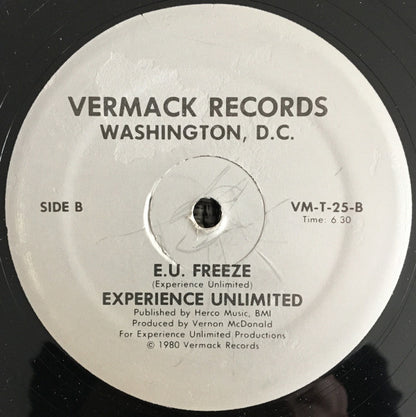 VERMACK RECORDS
WASHINGTON, D.C.
SIDE B
VM-T-25-B
Time: 6.30
E.U. FREEZE
(Experience Unlimited)
EXPERIENCE UNLIMITED
Published by Herco Music, BMI
Produced by Vernon McDonald
For Experience Unlimited Productions
© 1980 Vermack Records